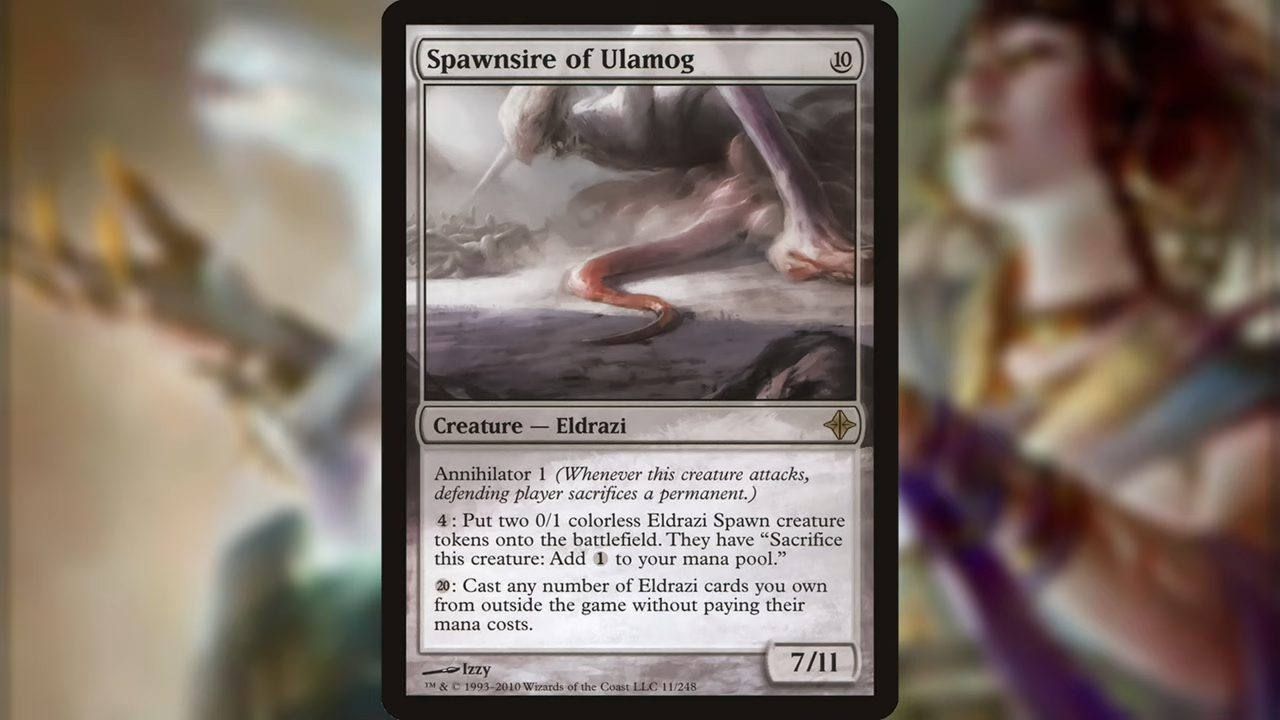 Spawnsire of Ulamog 10
Creature — Eldrazi
Annihilator 1 (Whenever this creature attacks,
defending player sacrifices a permanent.)
4: Put two 0/1 colorless Eldrazi Spawn creature
tokens onto the battlefield. They have “Sacrifice
this creature: Add 1 to your mana pool.”
20: Cast any number of Eldrazi cards you own
from outside the game without paying their
mana costs.
7/11
Izzy
™ & © 1993–2010 Wizards of the Coast LLC 11/248